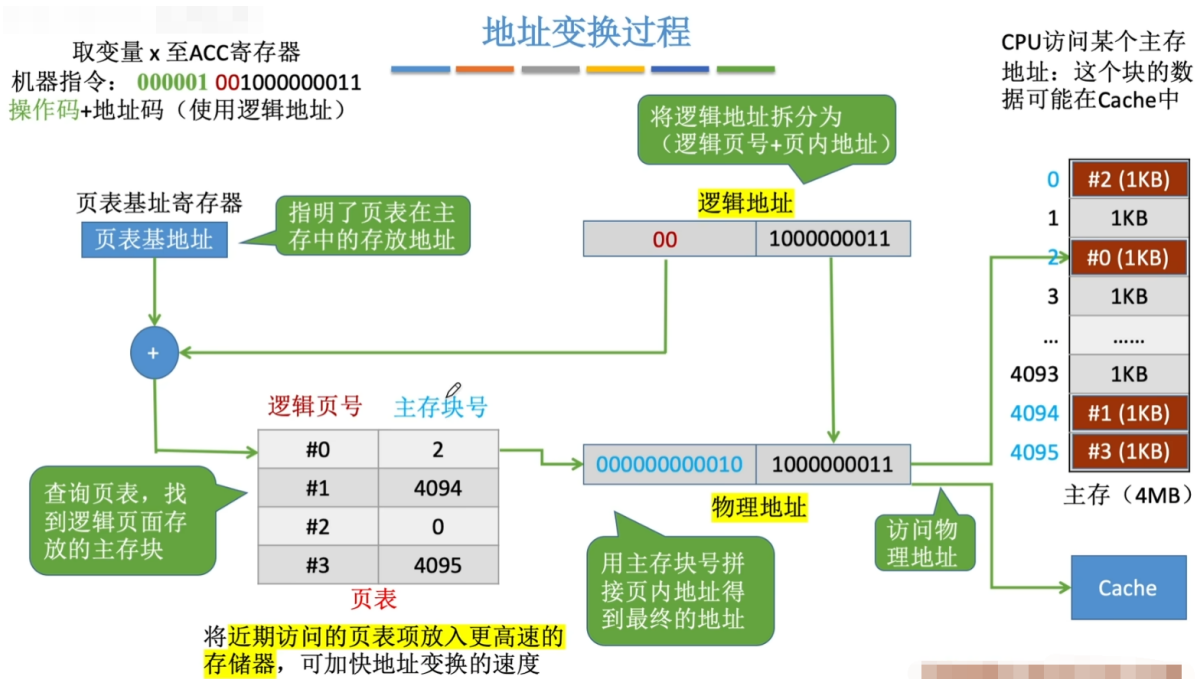 地址变换过程
取变量 x 至ACC寄存器
机器指令： 000001 001000000011
操作码+地址码（使用逻辑地址）
CPU访问某个主存
地址：这个块的数
据可能在Cache中
将逻辑地址拆分为
（逻辑页号+页内地址）
逻辑地址
00 1000000011
页表基址寄存器
页表基地址
指明了页表在主
存中的存放地址
+
逻辑页号 主存块号
#0 2
#1 4094
#2 0
#3 4095
页表
查询页表，找
到逻辑页面存
放的主存块
将近期访问的页表项放入更高速的
存储器，可加快地址变换的速度
000000000010 1000000011
物理地址
用主存块号拼
接页内地址得
到最终的地址
访问物
理地址
0 #2 (1KB)
1 1KB
2 #0 (1KB)
3 1KB
... ......
4093 1KB
4094 #1 (1KB)
4095 #3 (1KB)
主存（4MB）
Cache